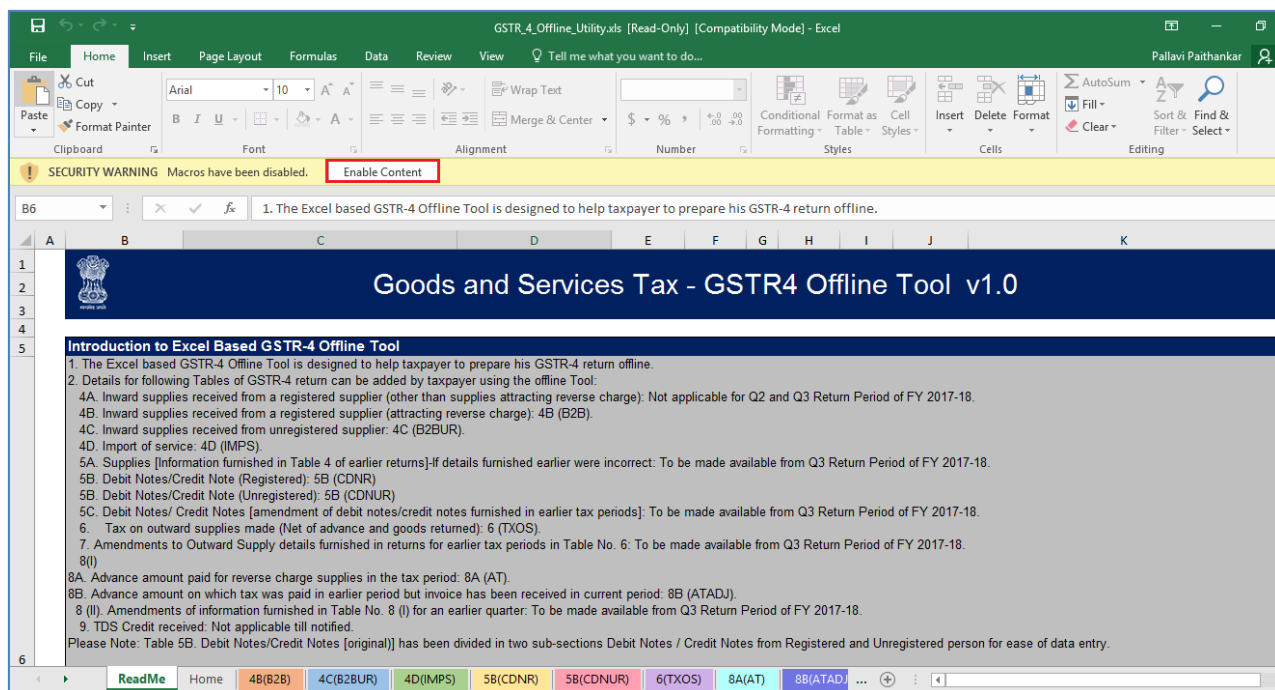 GSTR_4_Offline_Utility.xls [Read-Only] [Compatibility Mode] - Excel
File Home Insert Page Layout Formulas Data Review View Tell me what you want to do... Pallavi Paithankar
Paste
Cut
Copy
Format Painter
Clipboard
Arial 10 A A
B I U A
Font
Wrap Text
Merge & Center
Alignment
$ % , .0 .00 .00 .0
Number
Conditional Formatting
Format as Table
Cell Styles
Styles
Insert Delete Format
Cells
AutoSum
Fill
Clear
Sort & Filter
Find & Select
Editing
SECURITY WARNING Macros have been disabled. Enable Content
B6 fx 1. The Excel based GSTR-4 Offline Tool is designed to help taxpayer to prepare his GSTR-4 return offline.
A B C D E F G H I J K
1
2
3
4
5
6
Goods and Services Tax - GSTR4 Offline Tool v1.0
Introduction to Excel Based GSTR-4 Offline Tool
1. The Excel based GSTR-4 Offline Tool is designed to help taxpayer to prepare his GSTR-4 return offline.
2. Details for following Tables of GSTR-4 return can be added by taxpayer using the offline Tool:
4A. Inward supplies received from a registered supplier (other than supplies attracting reverse charge): Not applicable for Q2 and Q3 Return Period of FY 2017-18.
4B. Inward supplies received from a registered supplier (attracting reverse charge): 4B (B2B).
4C. Inward supplies received from unregistered supplier: 4C (B2BUR).
4D. Import of service: 4D (IMPS).
5A. Supplies [Information furnished in Table 4 of earlier returns]-If details furnished earlier were incorrect: To be made available from Q3 Return Period of FY 2017-18.
5B. Debit Notes/Credit Note (Registered): 5B (CDNR)
5B. Debit Notes/Credit Note (Unregistered): 5B (CDNUR)
5C. Debit Notes/ Credit Notes [amendment of debit notes/credit notes furnished in earlier tax periods]: To be made available from Q3 Return Period of FY 2017-18.
6. Tax on outward supplies made (Net of advance and goods returned): 6 (TXOS).
7. Amendments to Outward Supply details furnished in returns for earlier tax periods in Table No. 6: To be made available from Q3 Return Period of FY 2017-18.
8(I)
8A. Advance amount paid for reverse charge supplies in the tax period: 8A (AT).
8B. Advance amount on which tax was paid in earlier period but invoice has been received in current period: 8B (ATADJ).
8 (II). Amendments of information furnished in Table No. 8 (I) for an earlier quarter: To be made available from Q3 Return Period of FY 2017-18.
9. TDS Credit received: Not applicable till notified.
Please Note: Table 5B. Debit Notes/Credit Notes [original)] has been divided in two sub-sections Debit Notes / Credit Notes from Registered and Unregistered person for ease of data entry.
ReadMe Home 4B(B2B) 4C(B2BUR) 4D(IMPS) 5B(CDNR) 5B(CDNUR) 6(TXOS) 8A(AT) 8B(ATADJ ...